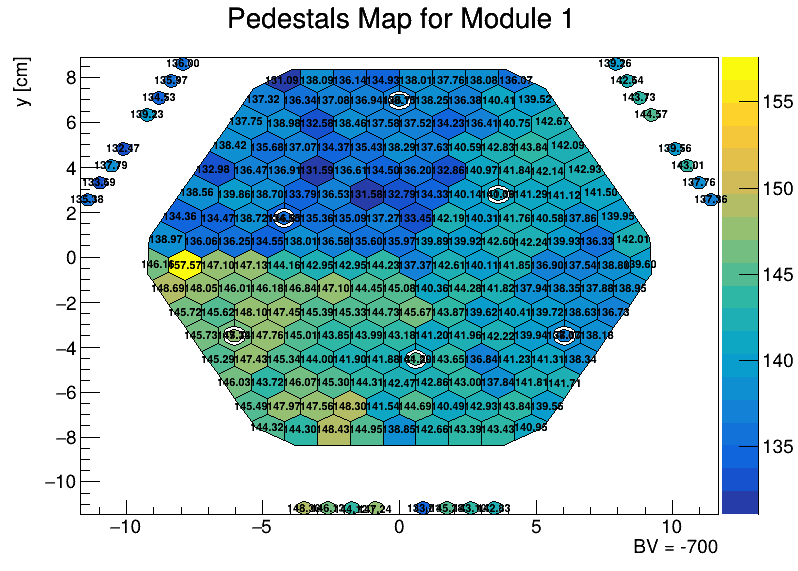 Pedestals Map for Module 1
y [cm]
8
6
4
2
0
−2
−4
−6
−8
−10
136.00
135.97
134.53
139.23
137.79
133.69
135.38
139.26
142.64
143.73
144.57
139.56
143.01
137.76
137.36
131.09 138.09 136.14 134.93 138.01 137.76 138.08 136.07
137.32 136.34 137.08 136.94 138.25 136.38 140.41 139.52
137.75 138.98 132.58 138.46 137.58 137.52 134.23 136.41 140.75 142.67
138.42 135.68 137.07 134.37 135.43 134.50 136.20 137.53 142.83 143.84 142.09
132.98 136.47 136.91 131.59 136.61 135.43 134.50 136.20 132.86 140.97 141.84 142.14 142.93
138.56 139.86 138.70 133.79 136.53 131.58 132.79 134.33 140.14 141.29 141.12 141.50
134.36 134.47 138.72 135.36 135.09 137.27 133.45 142.19 140.31 141.76 140.58 137.86 139.95
138.97 136.06 136.25 134.55 138.01 136.58 135.60 135.97 139.89 139.92 142.60 142.24 139.93 136.33 142.01
157.57 147.10 147.13 144.16 142.95 142.95 144.23 137.37 142.61 140.11 141.85 136.90 137.54 139.60
148.69 148.05 146.01 146.18 146.84 147.10 144.45 145.08 140.36 144.28 141.82 137.94 138.35 137.88 138.95
145.72 145.62 148.10 147.45 145.39 144.73 145.67 143.87 139.62 140.41 139.72 138.63 136.73
145.73 147.76 145.01 143.85 143.99 143.18 141.20 141.96 142.22 139.94 138.18
145.29 147.43 145.34 144.00 141.90 141.88 143.65 136.84 141.23 141.31 138.34
146.03 143.72 146.07 145.30 144.31 142.47 142.86 143.00 137.84 141.81 141.71
145.49 147.97 147.56 148.30 141.54 144.69 140.49 142.93 143.84 139.56
144.32 144.30 148.43 144.95 138.85 142.66 143.39 143.43 140.95
−10
−5
0
5
10
BV = -700
155
150
145
140
135